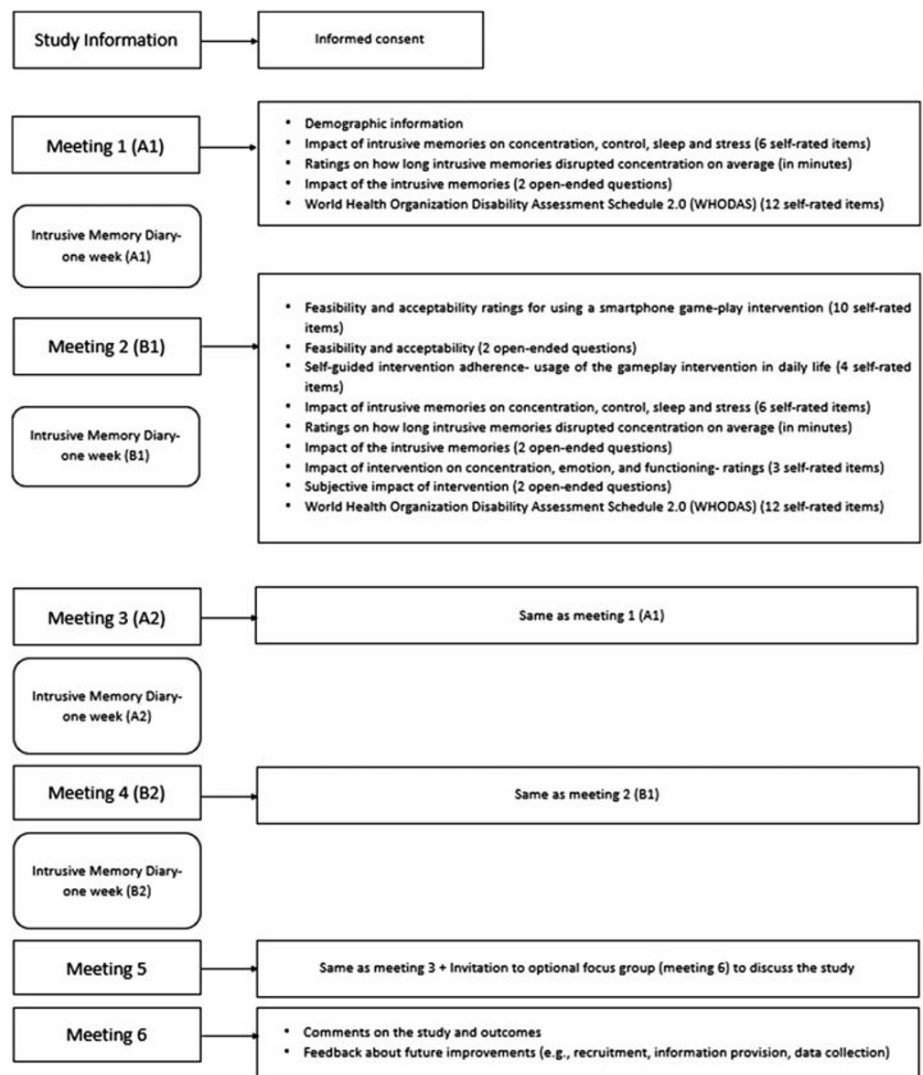 Study Information
Informed consent
Meeting 1 (A1)
• Demographic information
• Impact of intrusive memories on concentration, control, sleep and stress (6 self-rated items)
• Ratings on how long intrusive memories disrupted concentration on average (in minutes)
• Impact of the intrusive memories (2 open-ended questions)
• World Health Organization Disability Assessment Schedule 2.0 (WHODAS) (12 self-rated items)
Intrusive Memory Diary-
one week (A1)
Meeting 2 (B1)
• Feasibility and acceptability ratings for using a smartphone game-play intervention (10 self-rated
items)
• Feasibility and acceptability (2 open-ended questions)
• Self-guided intervention adherence- usage of the gameplay intervention in daily life (4 self-rated
items)
• Impact of intrusive memories on concentration, control, sleep and stress (6 self-rated items)
• Ratings on how long intrusive memories disrupted concentration on average (in minutes)
• Impact of the intrusive memories (2 open-ended questions)
• Impact of intervention on concentration, emotion, and functioning- ratings (3 self-rated items)
• Subjective impact of intervention (2 open-ended questions)
• World Health Organization Disability Assessment Schedule 2.0 (WHODAS) (12 self-rated items)
Intrusive Memory Diary-
one week (B1)
Meeting 3 (A2)
Same as meeting 1 (A1)
Intrusive Memory Diary-
one week (A2)
Meeting 4 (B2)
Same as meeting 2 (B1)
Intrusive Memory Diary-
one week (B2)
Meeting 5
Same as meeting 3 + Invitation to optional focus group (meeting 6) to discuss the study
Meeting 6
• Comments on the study and outcomes
• Feedback about future improvements (e.g., recruitment, information provision, data collection)